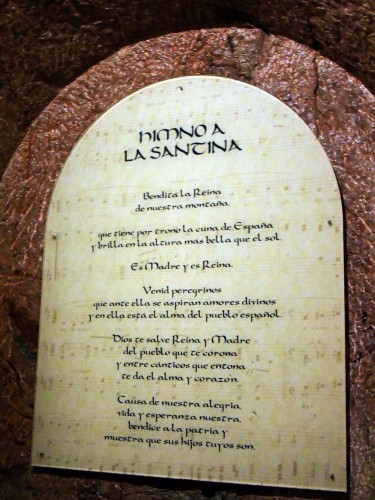 HIMNO A
LA SANTINA
Bendita la Reina
de nuestra montaña.
que tiene por trono la cuna de España
y brilla en la altura más bella que el sol.
Es Madre y es Reina.
Venid peregrinos
que ante ella se aspiran amores divinos
y en ella está el alma del pueblo español.
Dios te salve Reina y Madre
del pueblo que te corona
y entre cánticos que entona
te da el alma y corazon.
Caúsa de nuestra alegria,
vida y esperanza nuestra,
bendice a la patria y
muestra que sus hijos tuyos son.